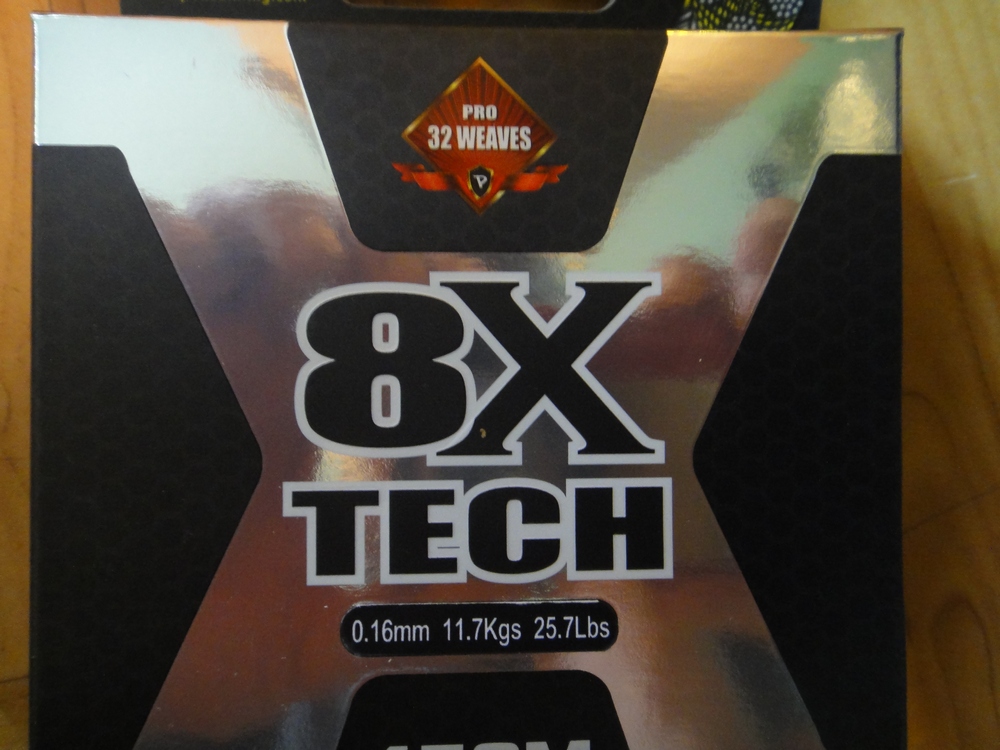 PRO
32 WEAVES
P
8X
TECH
0.16mm 11.7Kgs 25.7Lbs